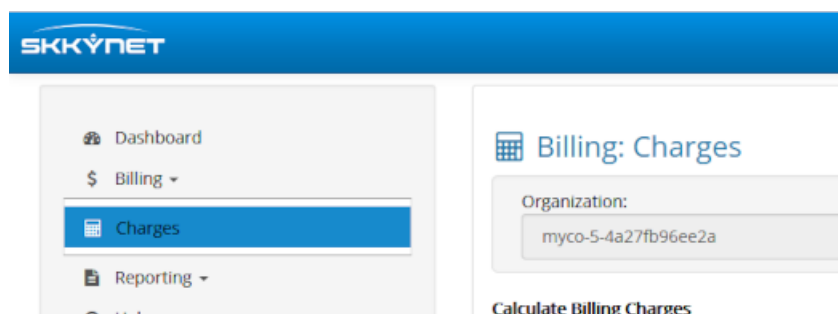 SKKYNET
Dashboard
$ Billing
Charges
Reporting
Billing: Charges
Organization:
myco-5-4a27fb96ee2a
Calculate Billing Charges